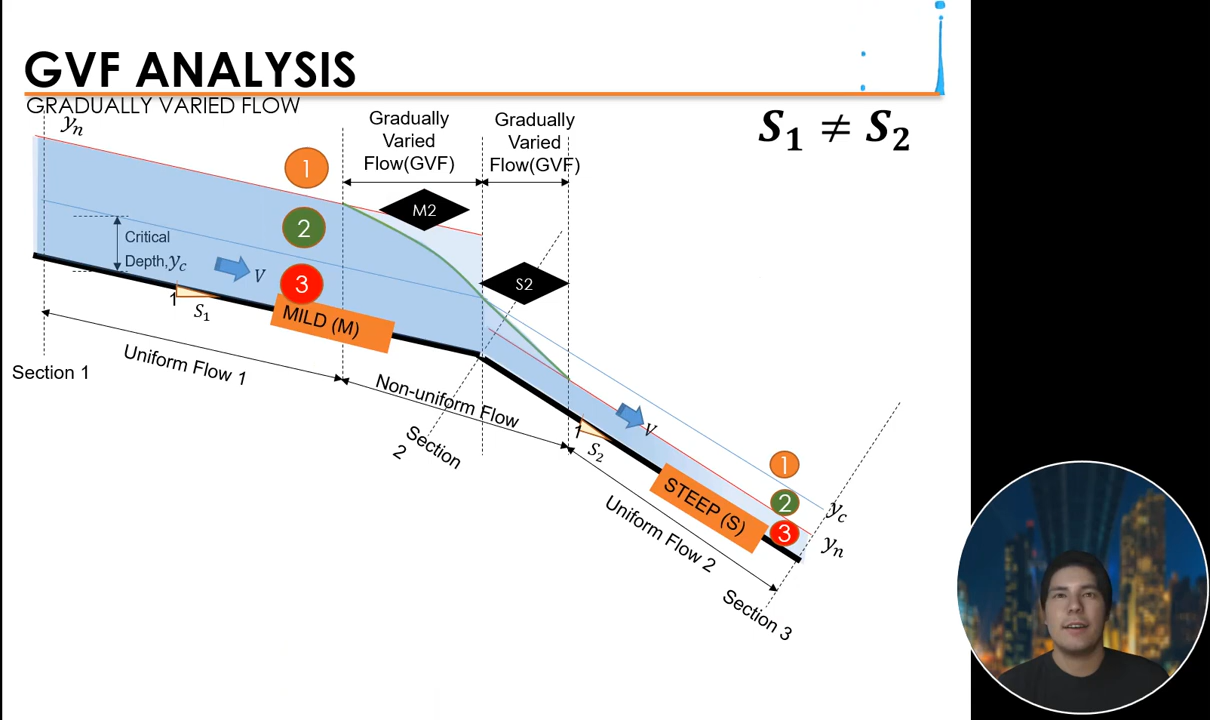 GVF ANALYSIS
GRADUALLY VARIED FLOW
S₁ ≠ S₂
yₙ
Gradually
Varied
Flow(GVF)
Gradually
Varied
Flow(GVF)
1
M2
2
Critical
Depth,y꜀
V
3
S2
1
S₁
MILD (M)
Section 1
Uniform Flow 1
Non-uniform Flow
Section
2
V
1
S₂
STEEP (S)
Uniform Flow 2
1
2
3
y꜀
yₙ
Section 3